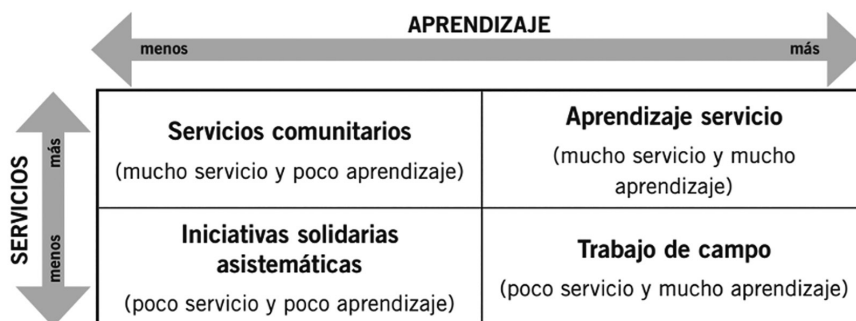 APRENDIZAJE
menos
más
SERVICIOS
más
menos
Servicios comunitarios
(mucho servicio y poco aprendizaje)
Aprendizaje servicio
(mucho servicio y mucho
aprendizaje)
Iniciativas solidarias
asistemáticas
(poco servicio y poco aprendizaje)
Trabajo de campo
(poco servicio y mucho aprendizaje)